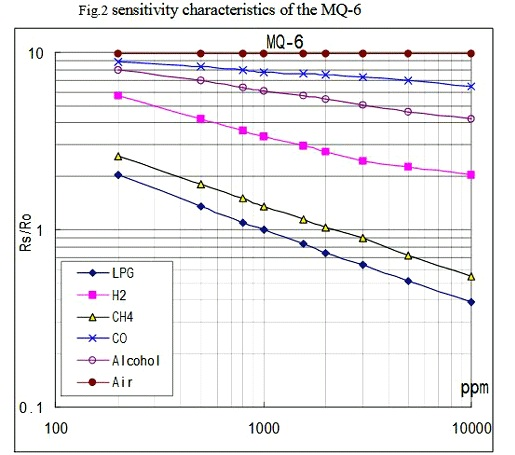 Fig.2 sensitivity characteristics of the MQ-6
MQ-6
10
1
0.1
Rs/Ro
LPG
H2
CH4
CO
Alcohol
Air
ppm
100
1000
10000